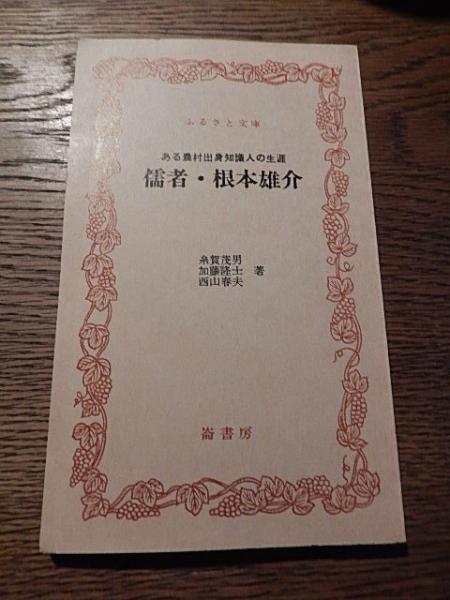 ふるさと文庫
ある農村出身知識人の生涯
儒者・根本雄介
糸賀茂男
加藤隆士 著
西山春夫
崙書房